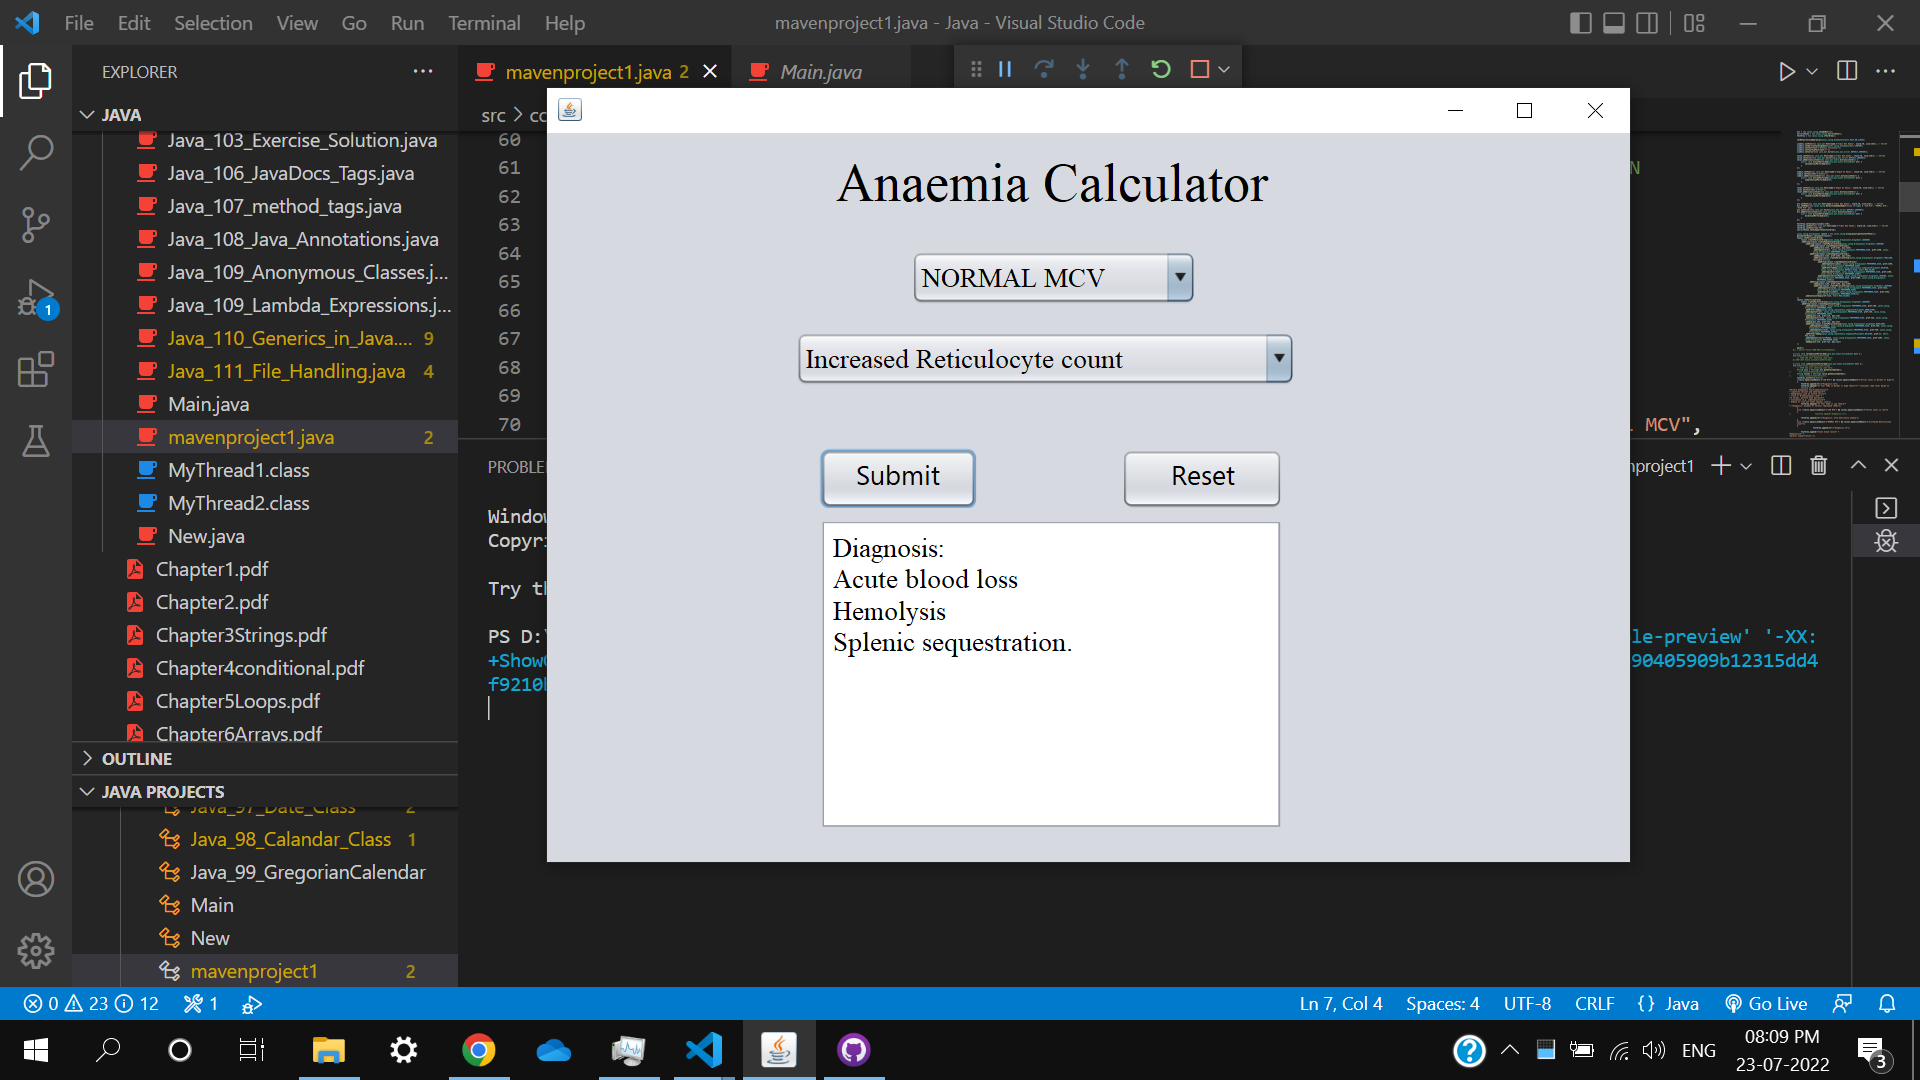 File Edit Selection View Go Run Terminal Help
mavenproject1.java - Java - Visual Studio Code
EXPLORER
mavenproject1.java 2
Main.java
JAVA
src
Java_103_Exercise_Solution.java
Java_106_JavaDocs_Tags.java
Java_107_method_tags.java
Java_108_Java_Annotations.java
Java_109_Anonymous_Classes.j...
Java_109_Lambda_Expressions.j...
Java_110_Generics_in_Java.... 9
Java_111_File_Handling.java 4
Main.java
mavenproject1.java 2
MyThread1.class
MyThread2.class
New.java
Chapter1.pdf
Chapter2.pdf
Chapter3Strings.pdf
Chapter4conditional.pdf
Chapter5Loops.pdf
Chapter6Arrays.pdf
OUTLINE
JAVA PROJECTS
Java_97_Date_Class 2
Java_98_Calandar_Class 1
Java_99_GregorianCalendar
Main
New
mavenproject1 2
1
60
61
62
63
64
65
66
67
68
69
70
N
MCV",
Anaemia Calculator
NORMAL MCV
Increased Reticulocyte count
Submit
Reset
Diagnosis:
Acute blood loss
Hemolysis
Splenic sequestration.
PROBLE
nproject1
Window
Copyri
Try th
PS D:\
le-preview' '-XX:
+Show
90405909b12315dd4
f9210
0 23 12 1
Ln 7, Col 4 Spaces: 4 UTF-8 CRLF {} Java Go Live
ENG
08:09 PM
23-07-2022
3